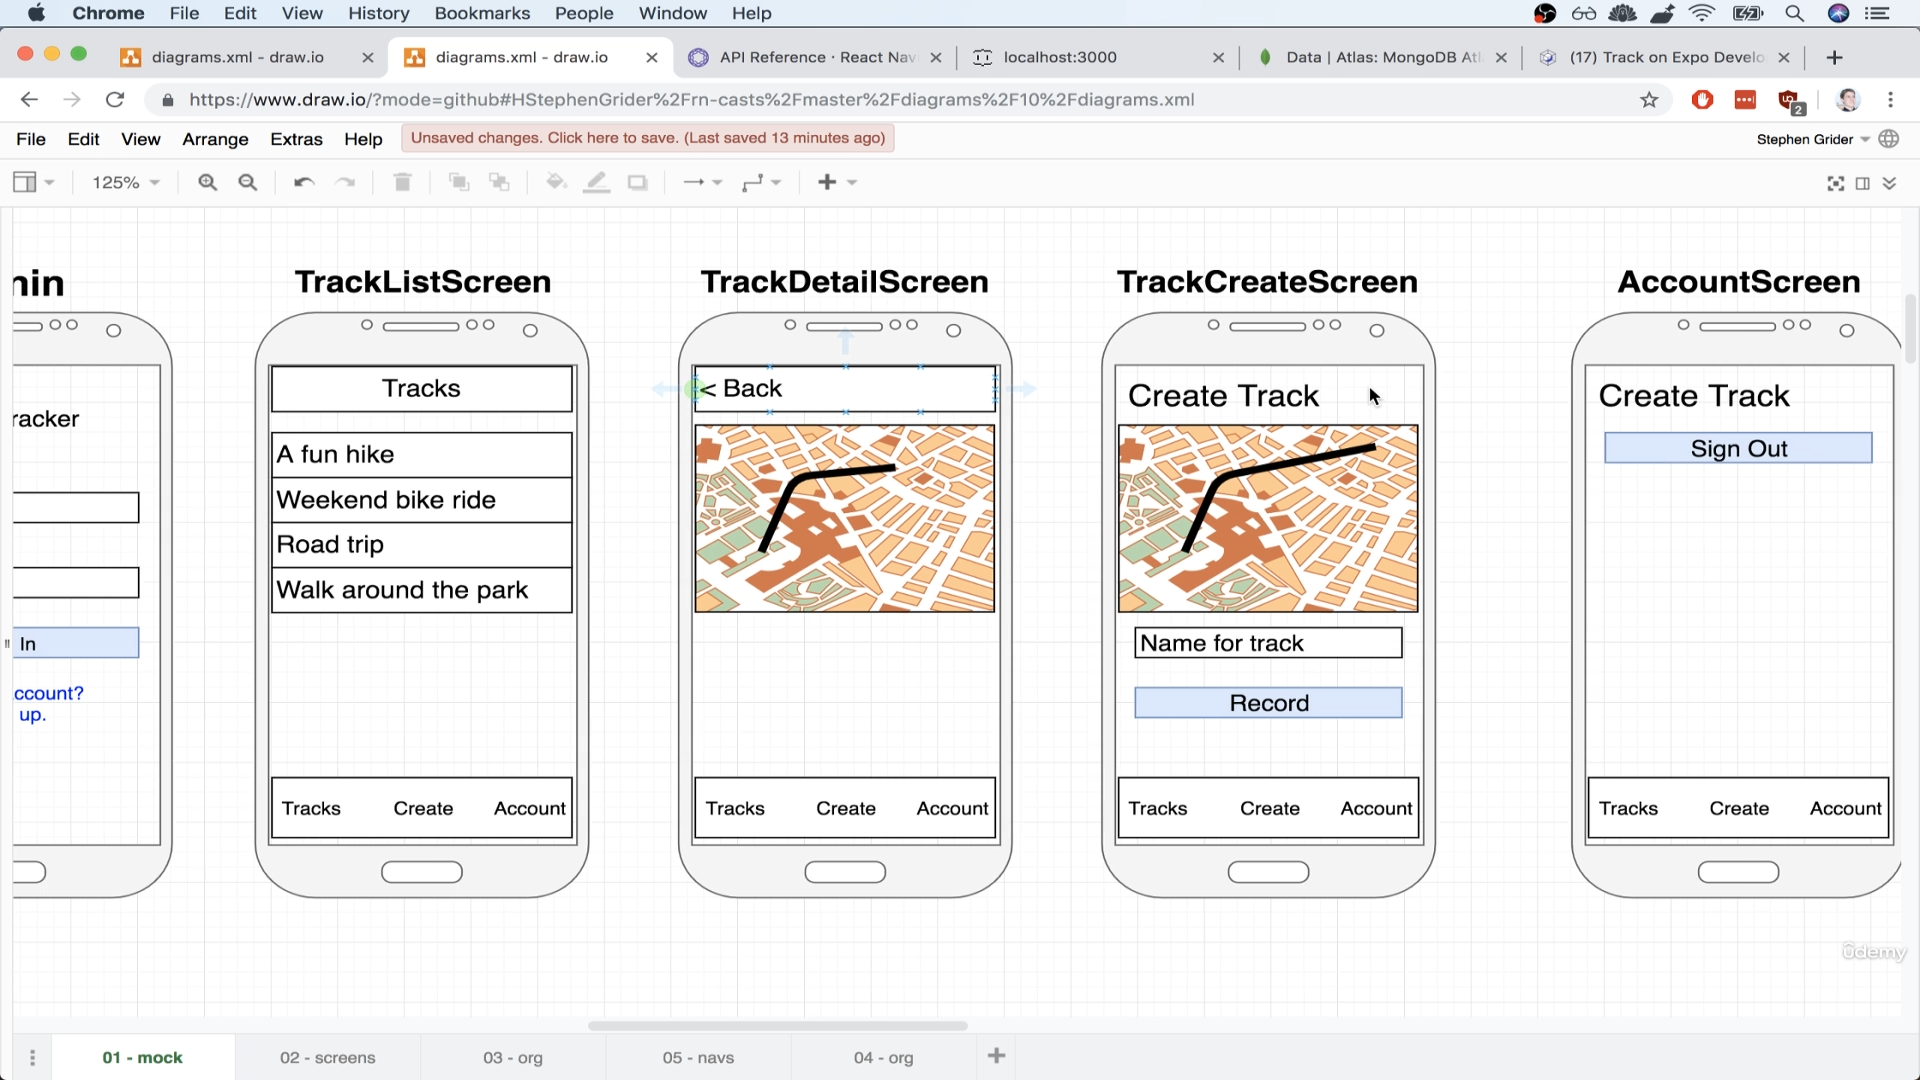 Chrome File Edit View History Bookmarks People Window Help
diagrams.xml - draw.io
diagrams.xml - draw.io
API Reference · React Nav
localhost:3000
Data | Atlas: MongoDB Atl
(17) Track on Expo Develo
https://www.draw.io/?mode=github#HStephenGrider%2Frn-casts%2Fmaster%2Fdiagrams%2F10%2Fdiagrams.xml
2
File Edit View Arrange Extras Help
Unsaved changes. Click here to save. (Last saved 13 minutes ago)
Stephen Grider
125%
nin
racker
In
ccount?
up.
TrackListScreen
Tracks
A fun hike
Weekend bike ride
Road trip
Walk around the park
Tracks Create Account
TrackDetailScreen
< Back
Tracks Create Account
TrackCreateScreen
Create Track
Name for track
Record
Tracks Create Account
AccountScreen
Create Track
Sign Out
Tracks Create Account
ûdemy
01 - mock
02 - screens
03 - org
05 - navs
04 - org